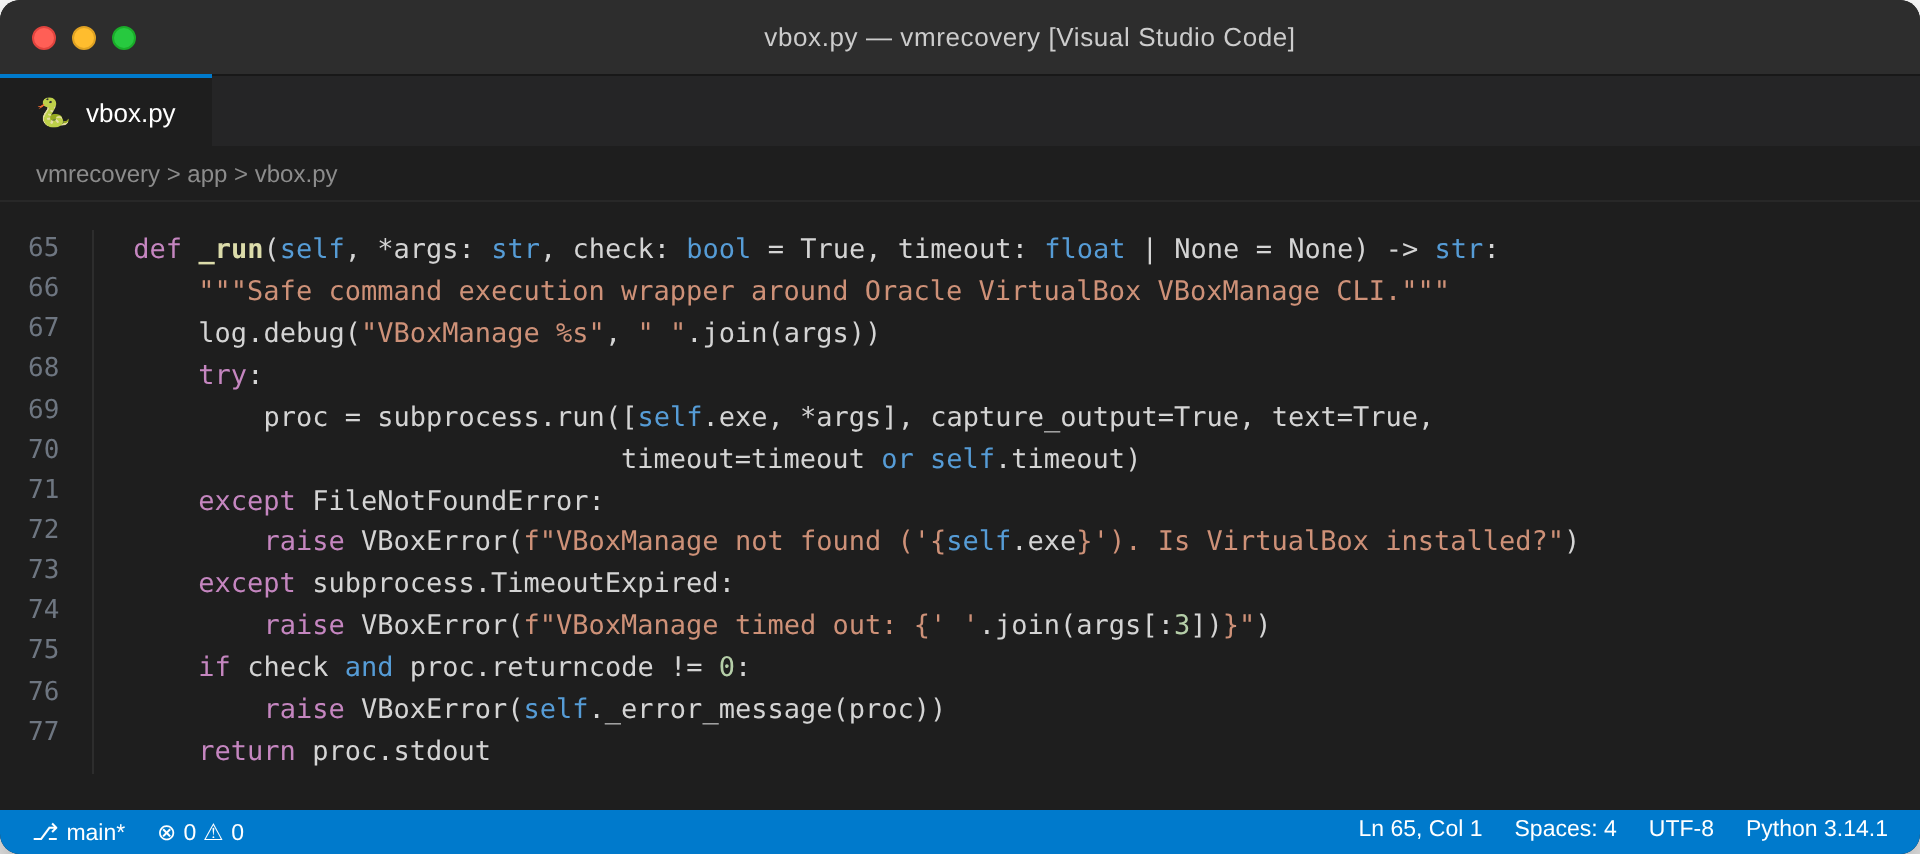 vbox.py — vmrecovery [Visual Studio Code]
vbox.py
vmrecovery > app > vbox.py
65 def _run(self, *args: str, check: bool = True, timeout: float | None = None) -> str:
66 """Safe command execution wrapper around Oracle VirtualBox VBoxManage CLI."""
67 log.debug("VBoxManage %s", " ".join(args))
68 try:
69 proc = subprocess.run([self.exe, *args], capture_output=True, text=True,
70 timeout=timeout or self.timeout)
71 except FileNotFoundError:
72 raise VBoxError(f"VBoxManage not found ('{self.exe}'). Is VirtualBox installed?")
73 except subprocess.TimeoutExpired:
74 raise VBoxError(f"VBoxManage timed out: {' '.join(args[:3])}")
75 if check and proc.returncode != 0:
76 raise VBoxError(self._error_message(proc))
77 return proc.stdout
⎇ main* ⊗ 0 ⚠ 0 Ln 65, Col 1 Spaces: 4 UTF-8 Python 3.14.1